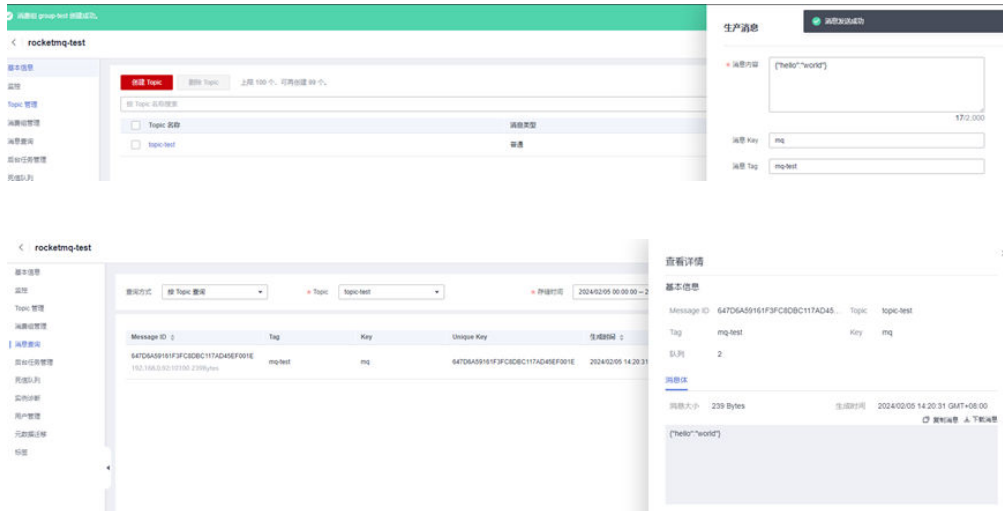 消费组 group-test 创建成功。
rocketmq-test
基本信息
监控
Topic 管理
消费组管理
消息查询
后台任务管理
死信队列
创建 Topic
删除 Topic
上限 100 个，可再创建 99 个。
按 Topic 名称搜索
Topic 名称
消息类型
topic-test
普通
生产消息
消息发送成功
* 消息内容
{"hello":"world"}
17/2,000
消息 Key
mq
消息 Tag
mq-test
rocketmq-test
基本信息
监控
Topic 管理
消费组管理
消息查询
后台任务管理
死信队列
实例诊断
用户管理
元数据迁移
标签
查询方式
按 Topic 查询
* Topic
topic-test
* 存储时间
2024/02/05 00:00:00 -- 2
Message ID
Tag
Key
Unique Key
生成时间
647D6A59161F3FC8DBC117AD45EF001E
mq-test
mq
647D6A59161F3FC8DBC117AD45EF001E
2024/02/05 14:20:31
查看详情
基本信息
Message ID
647D6A59161F3FC8DBC117AD45...
Topic
topic-test
Tag
mq-test
Key
mq
队列
2
消息体
消息大小
239 Bytes
生成时间
2024/02/05 14:20:31 GMT+08:00
复制消息
下载消息
{"hello":"world"}